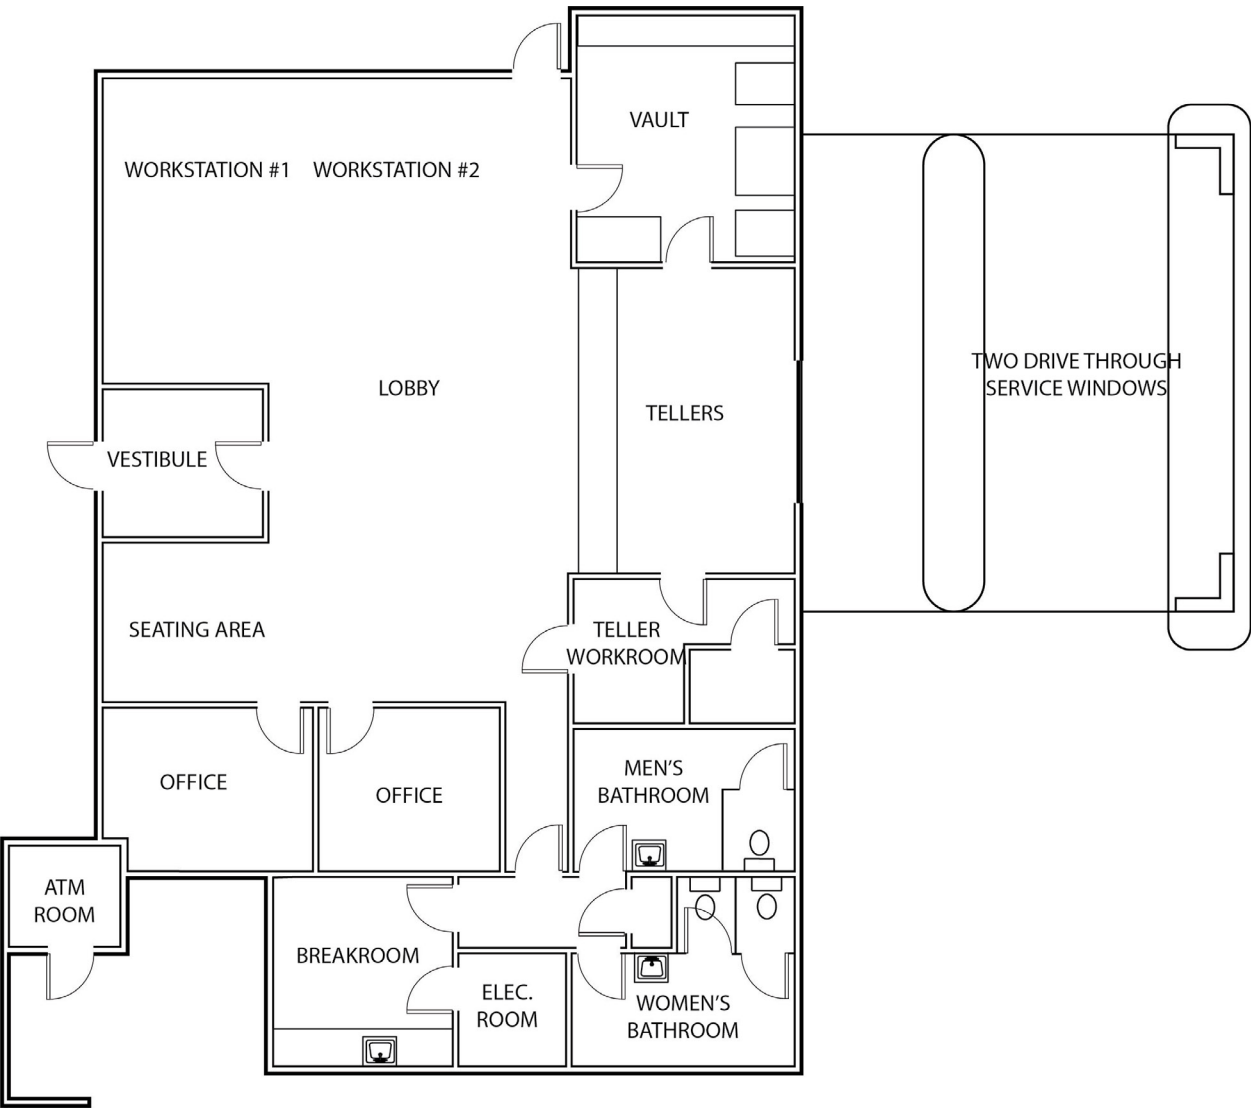 VAULT
WORKSTATION #1
WORKSTATION #2
LOBBY
TWO DRIVE THROUGH
SERVICE WINDOWS
TELLERS
VESTIBULE
SEATING AREA
TELLER
WORKROOM
OFFICE
OFFICE
MEN’S
BATHROOM
ATM
ROOM
BREAKROOM
ELEC.
ROOM
WOMEN’S
BATHROOM